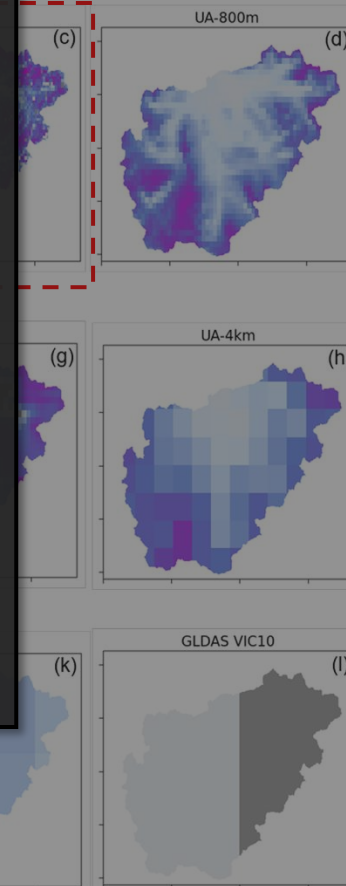 UA-800m
(c)
(d)
UA-4km
(g)
(h
GLDAS VIC10
(k)
(l)